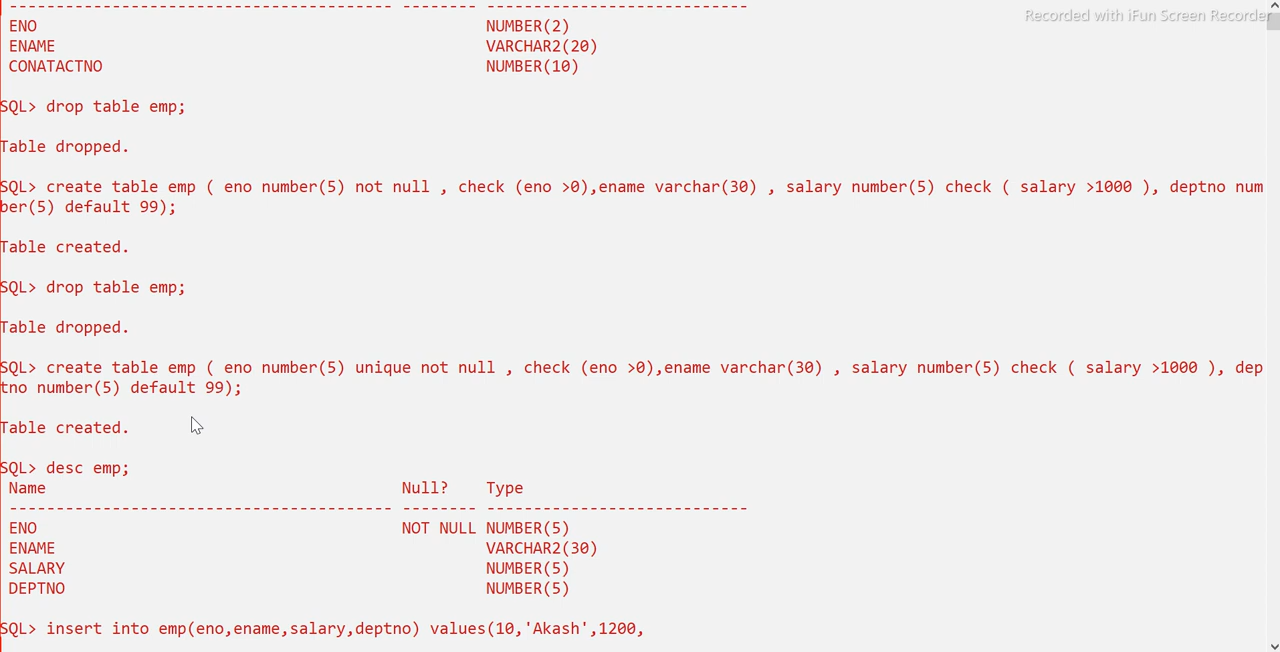 ---------------------------------------- -------- ----------------------------
Recorded with iFun Screen Recorder
ENO NUMBER(2)
ENAME VARCHAR2(20)
CONATACTNO NUMBER(10)
SQL> drop table emp;
Table dropped.
SQL> create table emp ( eno number(5) not null , check (eno >0),ename varchar(30) , salary number(5) check ( salary >1000 ), deptno num
ber(5) default 99);
Table created.
SQL> drop table emp;
Table dropped.
SQL> create table emp ( eno number(5) unique not null , check (eno >0),ename varchar(30) , salary number(5) check ( salary >1000 ), dep
tno number(5) default 99);
Table created.
SQL> desc emp;
Name Null? Type
---------------------------------------- -------- ----------------------------
ENO NOT NULL NUMBER(5)
ENAME VARCHAR2(30)
SALARY NUMBER(5)
DEPTNO NUMBER(5)
SQL> insert into emp(eno,ename,salary,deptno) values(10,'Akash',1200,